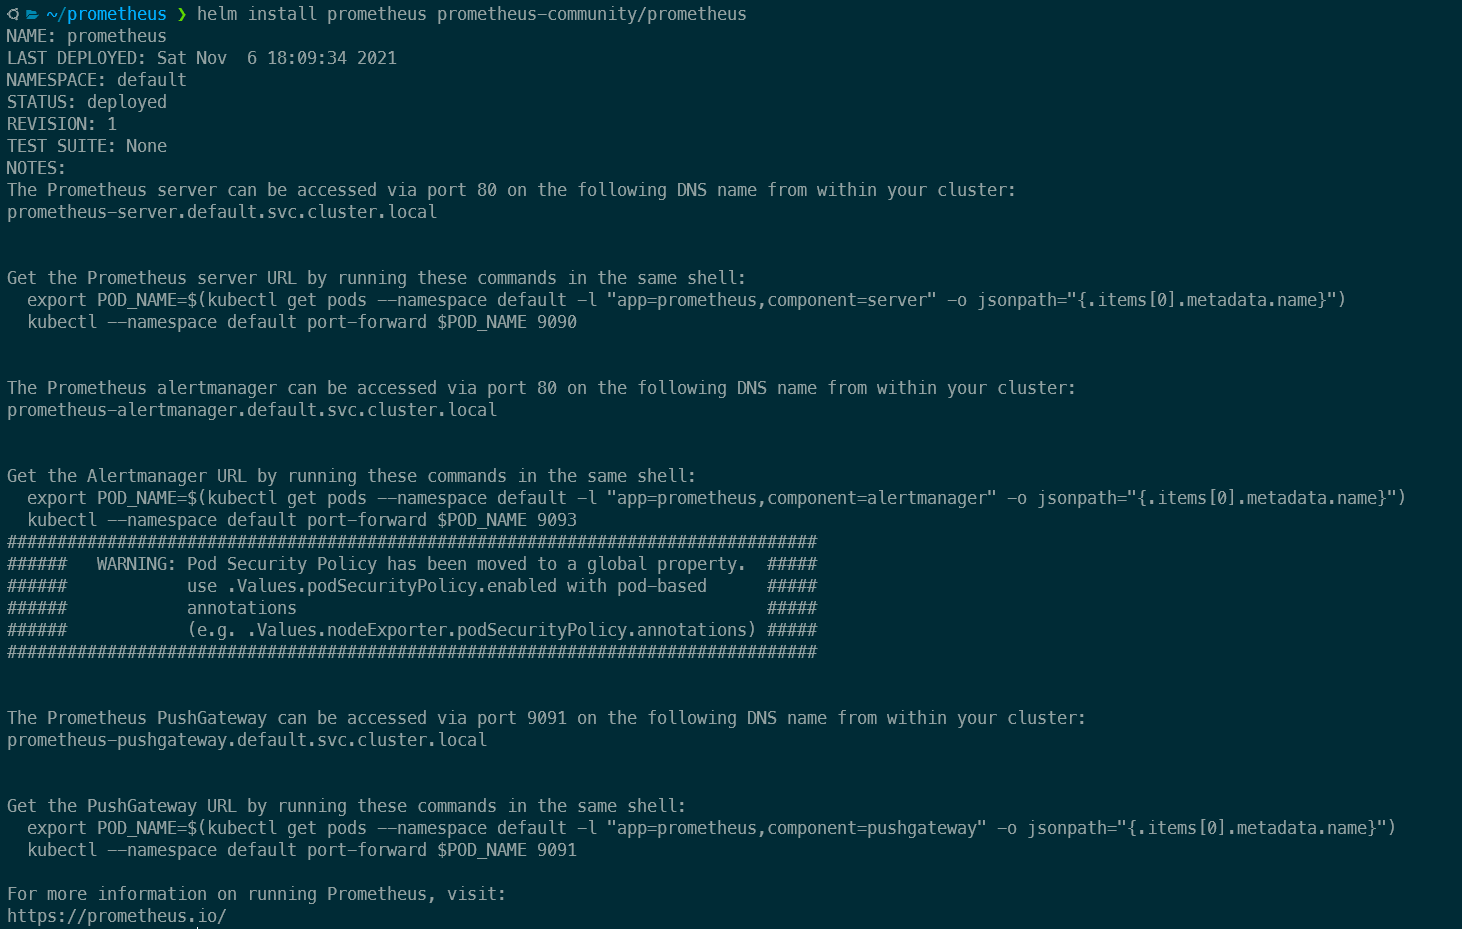 ~/prometheus ❯ helm install prometheus prometheus-community/prometheus
NAME: prometheus
LAST DEPLOYED: Sat Nov  6 18:09:34 2021
NAMESPACE: default
STATUS: deployed
REVISION: 1
TEST SUITE: None
NOTES:
The Prometheus server can be accessed via port 80 on the following DNS name from within your cluster:
prometheus-server.default.svc.cluster.local
Get the Prometheus server URL by running these commands in the same shell:
  export POD_NAME=$(kubectl get pods --namespace default -l "app=prometheus,component=server" -o jsonpath="{.items[0].metadata.name}")
  kubectl --namespace default port-forward $POD_NAME 9090
The Prometheus alertmanager can be accessed via port 80 on the following DNS name from within your cluster:
prometheus-alertmanager.default.svc.cluster.local
Get the Alertmanager URL by running these commands in the same shell:
  export POD_NAME=$(kubectl get pods --namespace default -l "app=prometheus,component=alertmanager" -o jsonpath="{.items[0].metadata.name}")
  kubectl --namespace default port-forward $POD_NAME 9093
#################################################################################
######   WARNING: Pod Security Policy has been moved to a global property.  #####
######            use .Values.podSecurityPolicy.enabled with pod-based      #####
######            annotations                                               #####
######            (e.g. .Values.nodeExporter.podSecurityPolicy.annotations) #####
#################################################################################
The Prometheus PushGateway can be accessed via port 9091 on the following DNS name from within your cluster:
prometheus-pushgateway.default.svc.cluster.local
Get the PushGateway URL by running these commands in the same shell:
  export POD_NAME=$(kubectl get pods --namespace default -l "app=prometheus,component=pushgateway" -o jsonpath="{.items[0].metadata.name}")
  kubectl --namespace default port-forward $POD_NAME 9091
For more information on running Prometheus, visit:
https://prometheus.io/